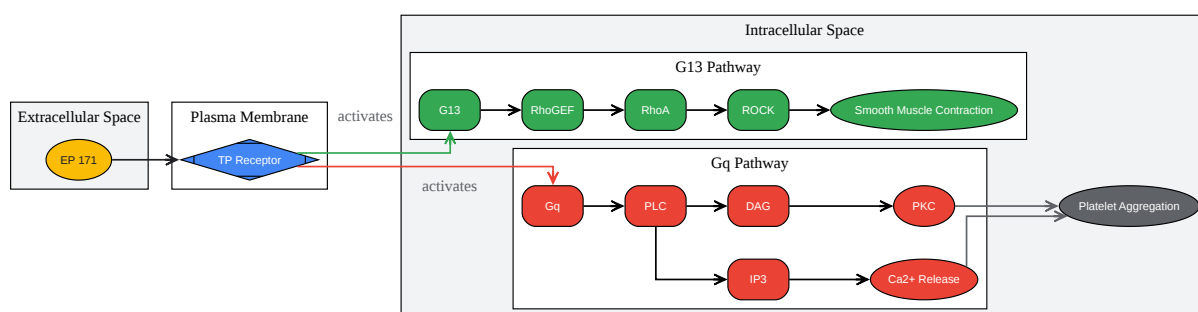 Intracellular Space
G13 Pathway
G13
RhoGEF
RhoA
ROCK
Smooth Muscle Contraction
Extracellular Space
Plasma Membrane
activates
EP 171
TP Receptor
activates
Gq Pathway
Gq
PLC
DAG
PKC
Platelet Aggregation
IP3
Ca2+ Release